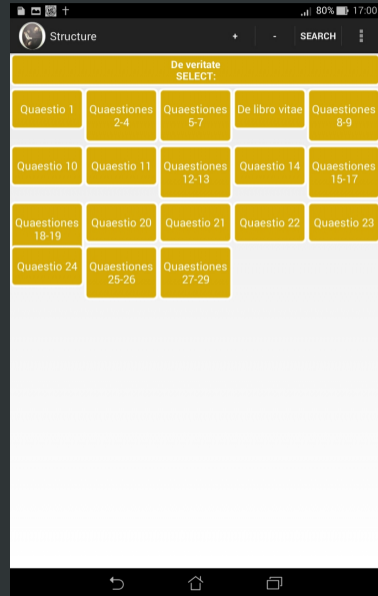 80% 17:00
Structure + - SEARCH
De veritate
SELECT:
Quaestio 1
Quaestiones
2-4
Quaestiones
5-7
De libro vitae
Quaestiones
8-9
Quaestio 10
Quaestio 11
Quaestiones
12-13
Quaestio 14
Quaestiones
15-17
Quaestiones
18-19
Quaestio 20
Quaestio 21
Quaestio 22
Quaestio 23
Quaestio 24
Quaestiones
25-26
Quaestiones
27-29